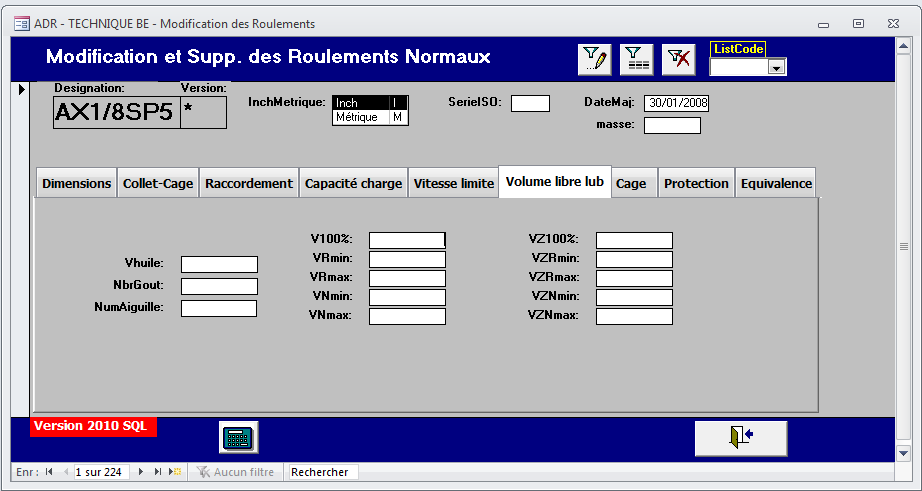 ADR - TECHNIQUE BE - Modification des Roulements
Modification et Supp. des Roulements Normaux
ListCode
Designation: Version:
AX1/8SP5 *
InchMetrique: Inch I
Métrique M
SerieISO:
DateMaj: 30/01/2008
masse:
Dimensions Collet-Cage Raccordement Capacité charge Vitesse limite Volume libre lub Cage Protection Equivalence
Vhuile:
NbrGout:
NumAiguille:
V100%:
VRmin:
VRmax:
VNmin:
VNmax:
VZ100%:
VZRmin:
VZRmax:
VZNmin:
VZNmax:
Version 2010 SQL
Enr : 1 sur 224 Aucun filtre Rechercher